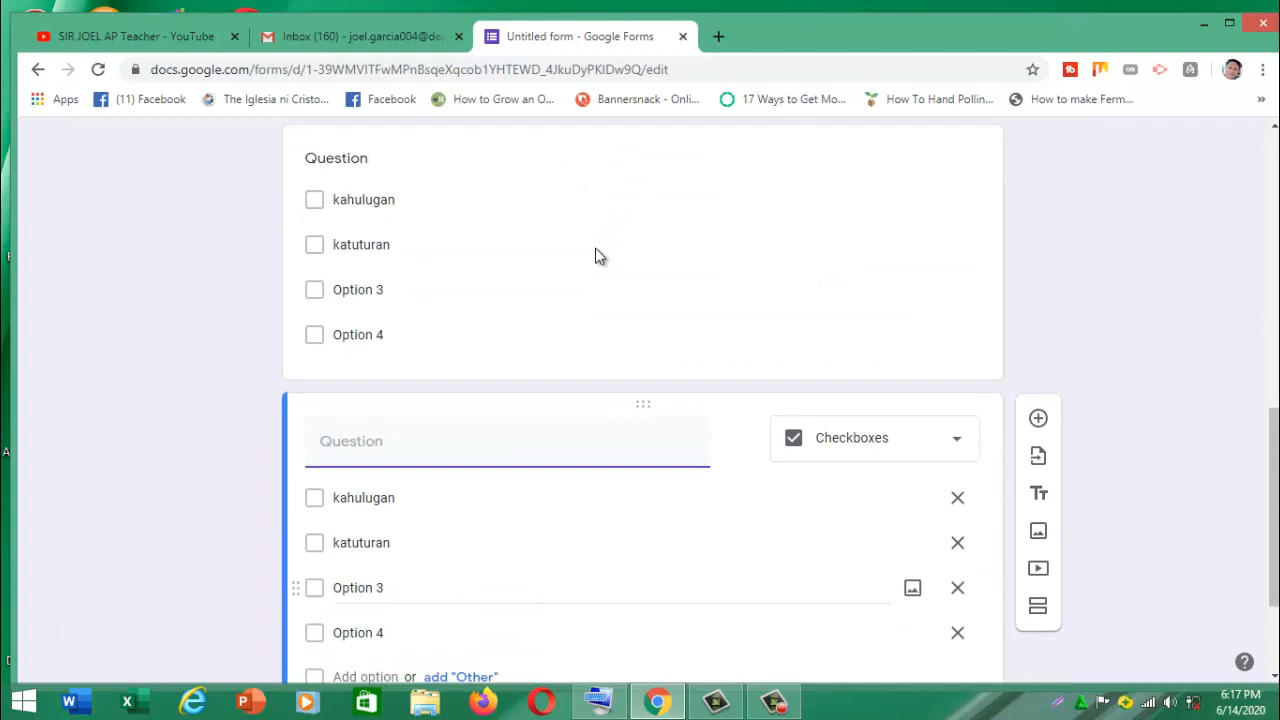 SIR JOEL AP Teacher - YouTube
Inbox (160) - joel.garcia004@de
Untitled form - Google Forms
docs.google.com/forms/d/1-39WMVITFwMPnBsqeXqcob1YHTEWD_4JkuDyPKIDw9Q/edit
Apps
(11) Facebook
The Iglesia ni Cristo...
Facebook
How to Grow an O...
Bannersnack - Onli...
17 Ways to Get Mo...
How To Hand Pollin...
How to make Ferm...
Question
kahulugan
katuturan
Option 3
Option 4
Question
Checkboxes
kahulugan
katuturan
Option 3
Option 4
Add option or add "Other"
6:17 PM
6/14/2020